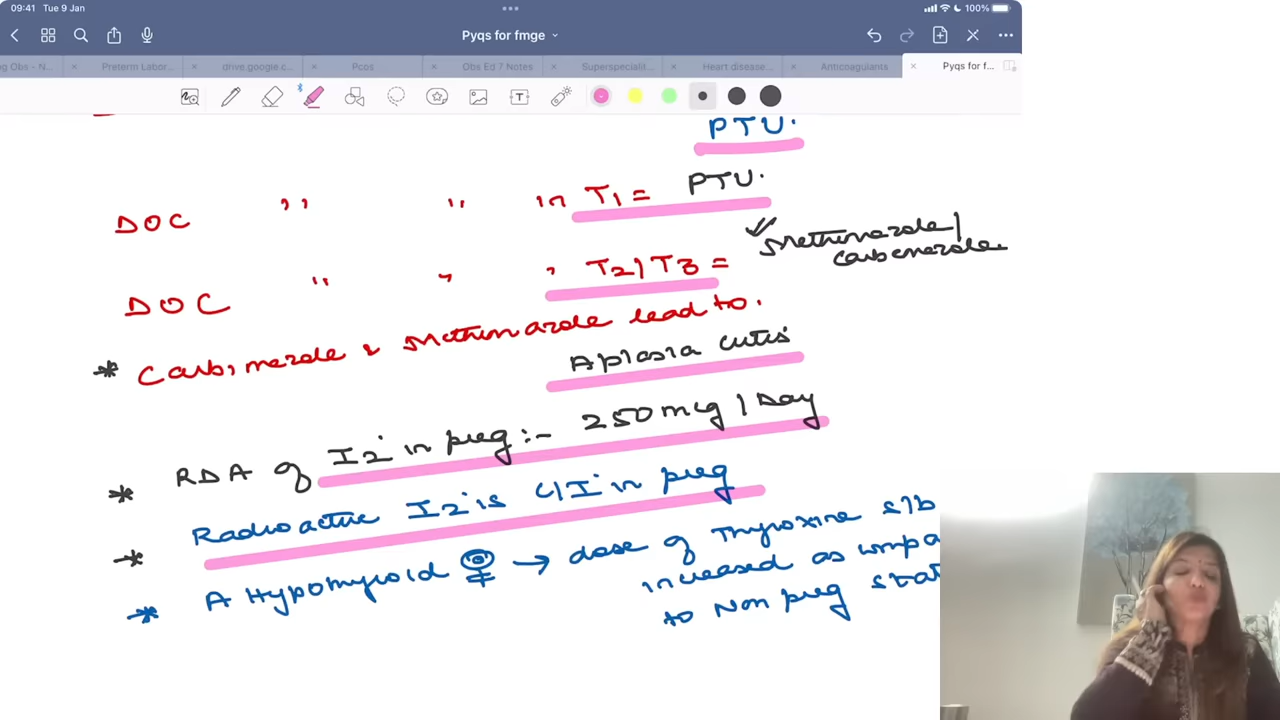 09:41 Tue 9 Jan
100%
Pyqs for fmge
g Obs - N...
Preterm Labor...
drive.google.c...
Pcos
Obs Ed 7 Notes
Superspecialit...
Heart disease...
Anticoagulants
Pyqs for f...
PTU.
DOC " " in T1 = PTU.
DOC " " " T2/T3 = Methimazole/
carbimazole
* Carbimazole & Methimazole lead to.
Aplasia cutis
* RDA of I2 in preg :- 250mcg/Day
* Radioactive I2 is C/I in preg
* A Hypothyroid ♀ → dose of Thyroxine s/b
increased as compa
to Non preg stat